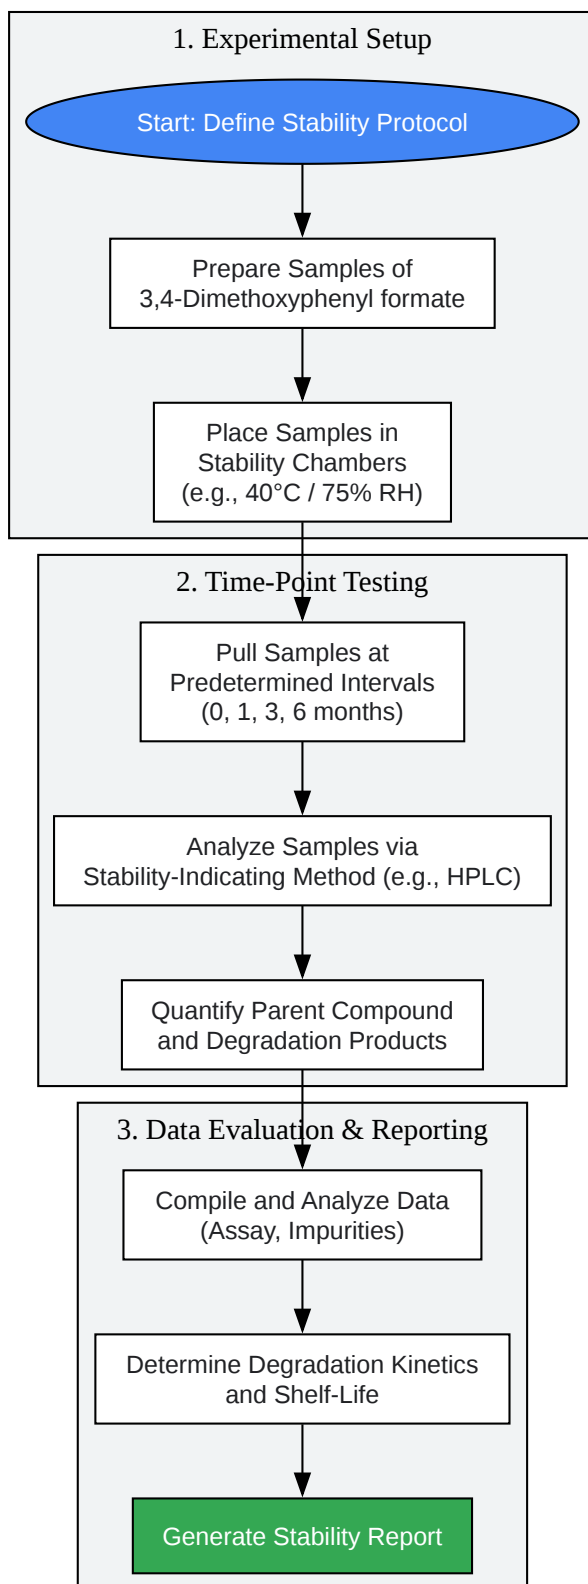 1. Experimental Setup
Start: Define Stability Protocol
Prepare Samples of
3,4-Dimethoxyphenyl formate
Place Samples in
Stability Chambers
(e.g., 40°C / 75% RH)
2. Time-Point Testing
Pull Samples at
Predetermined Intervals
(0, 1, 3, 6 months)
Analyze Samples via
Stability-Indicating Method (e.g., HPLC)
Quantify Parent Compound
and Degradation Products
3. Data Evaluation & Reporting
Compile and Analyze Data
(Assay, Impurities)
Determine Degradation Kinetics
and Shelf-Life
Generate Stability Report